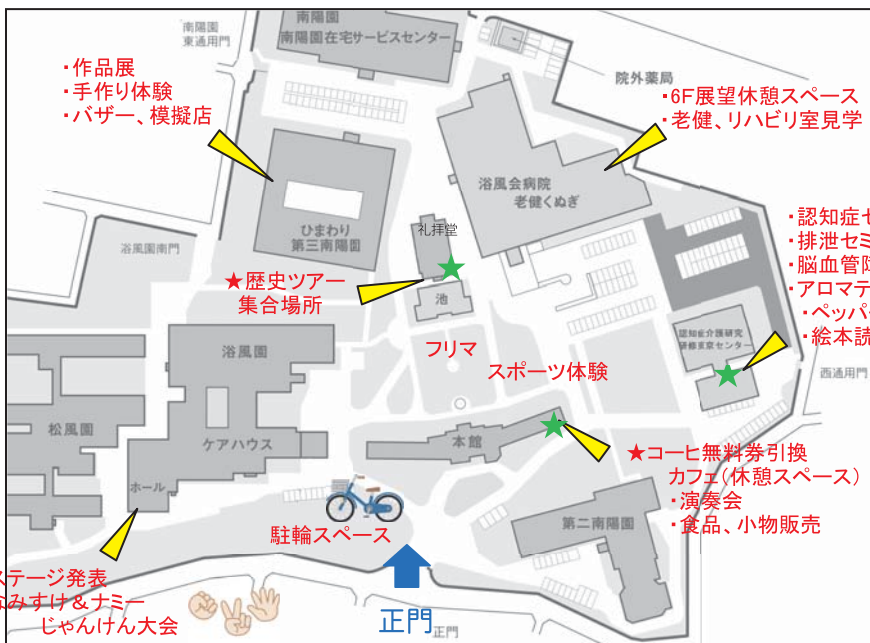 南陽園
東通用門
南陽園
南陽園在宅サービスセンター
・作品展
・手作り体験
・バザー、模擬店
院外薬局
・6F展望休憩スペース
・老健、リハビリ室見学
浴風会病院
老健くぬぎ
ひまわり
第三南陽園
礼拝堂
浴風園南門
★歴史ツアー
集合場所
池
・認知症セ
・排泄セミ
・脳血管障
・アロマテ
・ペッパー
・絵本読
認知症介護研究
研修東京センター
西通用門
フリマ
スポーツ体験
浴風園
松風園
ケアハウス
ホール
本館
★コーヒ無料券引換
カフェ(休憩スペース)
・演奏会
・食品、小物販売
第二南陽園
駐輪スペース
ステージ発表
なみすけ&ナミー
じゃんけん大会
正門
正門